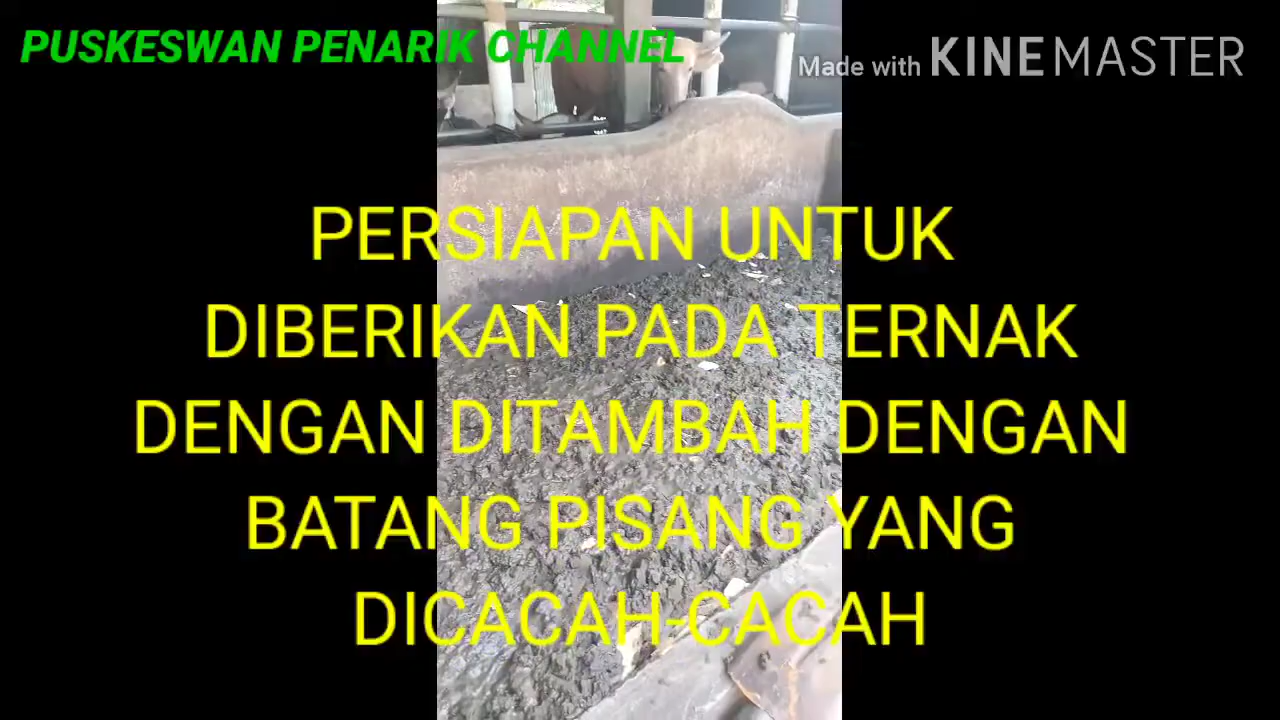 PUSKESWAN PENARIK CHANNEL
Made with KINEMASTER
PERSIAPAN UNTUK
DIBERIKAN PADA TERNAK
DENGAN DITAMBAH DENGAN
BATANG PISANG YANG
DICACAH-CACAH